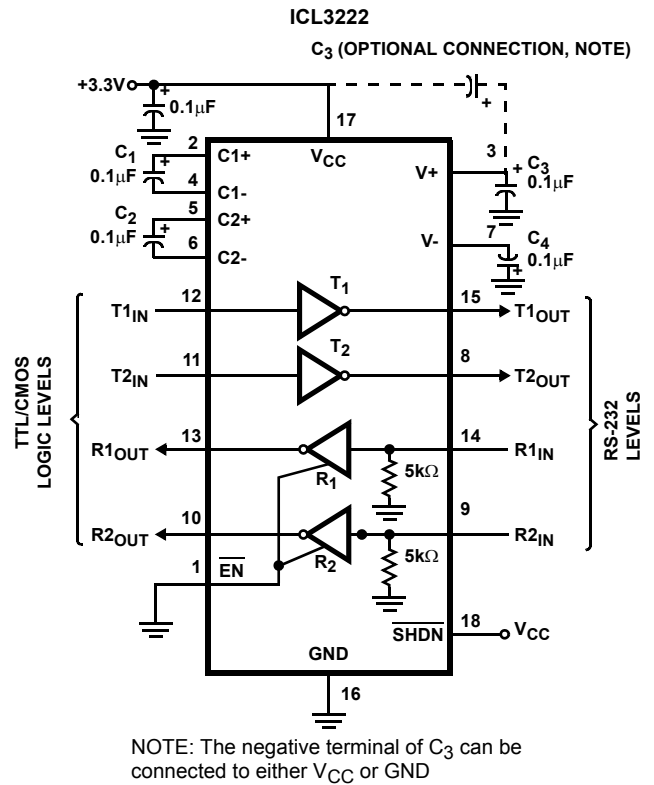 ICL3222
C3 (OPTIONAL CONNECTION, NOTE)
+3.3V
+
0.1μF
+
17
VCC
2
C1+
C1
0.1μF
+
4
C1-
5
C2+
C2
0.1μF
+
6
C2-
3
V+
+
C3
0.1μF
7
V-
C4
0.1μF
+
T1IN
12
T1
15
T1OUT
T2IN
11
T2
8
T2OUT
R1OUT
13
R1
14
R1IN
5kΩ
R2OUT
10
R2
9
R2IN
5kΩ
1
EN
SHDN
18
VCC
GND
16
TTL/CMOS
LOGIC LEVELS
RS-232
LEVELS
NOTE: The negative terminal of C3 can be
connected to either VCC or GND